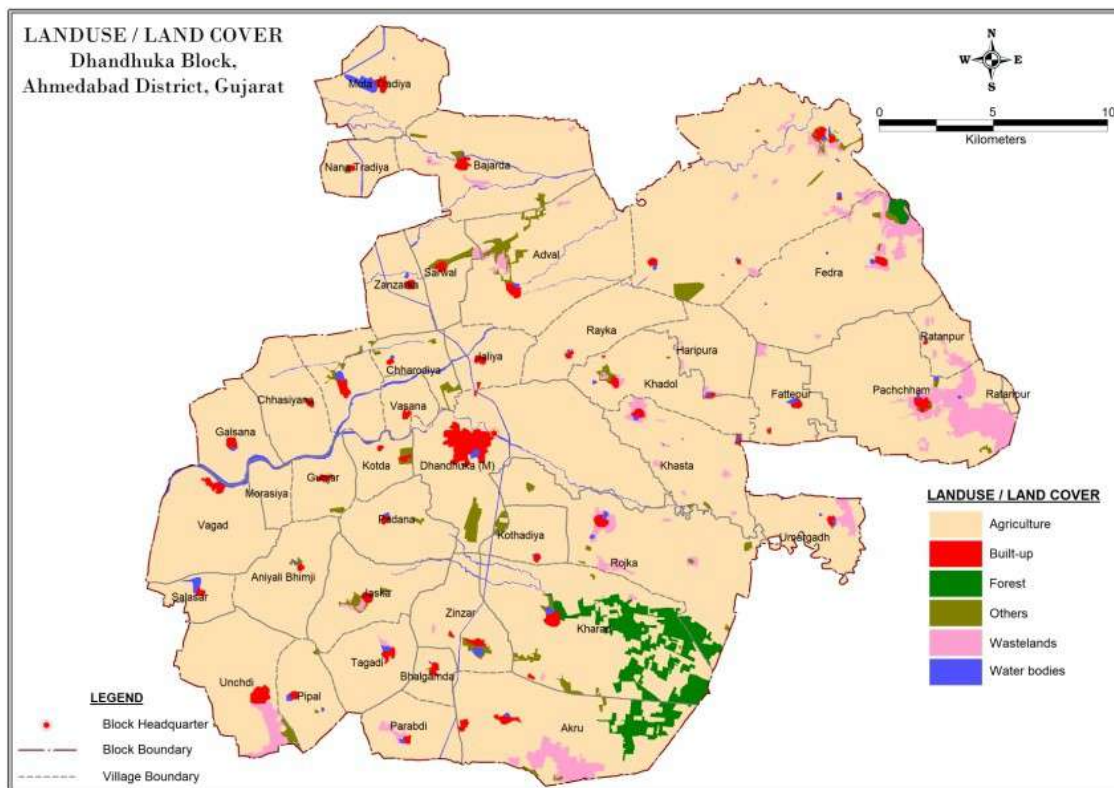 LANDUSE / LAND COVER
Dhandhuka Block,
Ahmedabad District, Gujarat
N
W E
S
0 5 10
Kilometers
Mota Tradiya
Nana Tradiya
Bajarda
Adval
Sarwal
Zanzarka
Fedra
Rayka
Haripura
Ratanpur
Jaliya
Chharodiya
Khadol
Fattepur
Pachchham
Ratanpur
Chhasiyana
Vasana
Galsana
Kotda
Dhandhuka (M)
Khasta
Gunjar
Morasiya
Vagad
Padana
Kothadiya
Umergadh
Rojka
Aniyali Bhimji
Salasar
Jaska
Zinzar
Kharad
Tagadi
Bhalgamda
Unchdi
Pipal
Parabdi
Akru
LEGEND
Block Headquarter
Block Boundary
Village Boundary
LANDUSE / LAND COVER
Agriculture
Built-up
Forest
Others
Wastelands
Water bodies